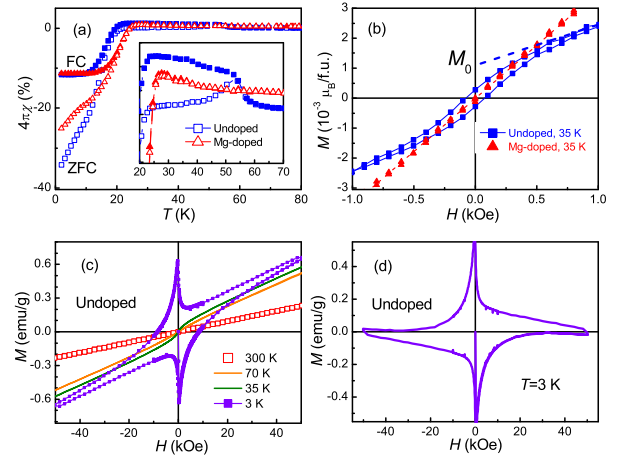 (a)
FC
ZFC
4πχ (%)
0
-20
-40
0 20 40 60 80
T (K)
Undoped
Mg-doped
20 30 40 50 60 70
(b)
M0
M (10⁻³ μB/f.u.)
3
2
1
0
-1
-2
-3
Undoped, 35 K
Mg-doped, 35 K
-1.0 -0.5 0.0 0.5 1.0
H (kOe)
(c)
Undoped
M (emu/g)
0.6
0.3
0.0
-0.3
-0.6
300 K
70 K
35 K
3 K
-40 -20 0 20 40
H (kOe)
(d)
Undoped
M (emu/g)
0.4
0.2
0.0
-0.2
-0.4
T=3 K
-50 -25 0 25 50
H (kOe)